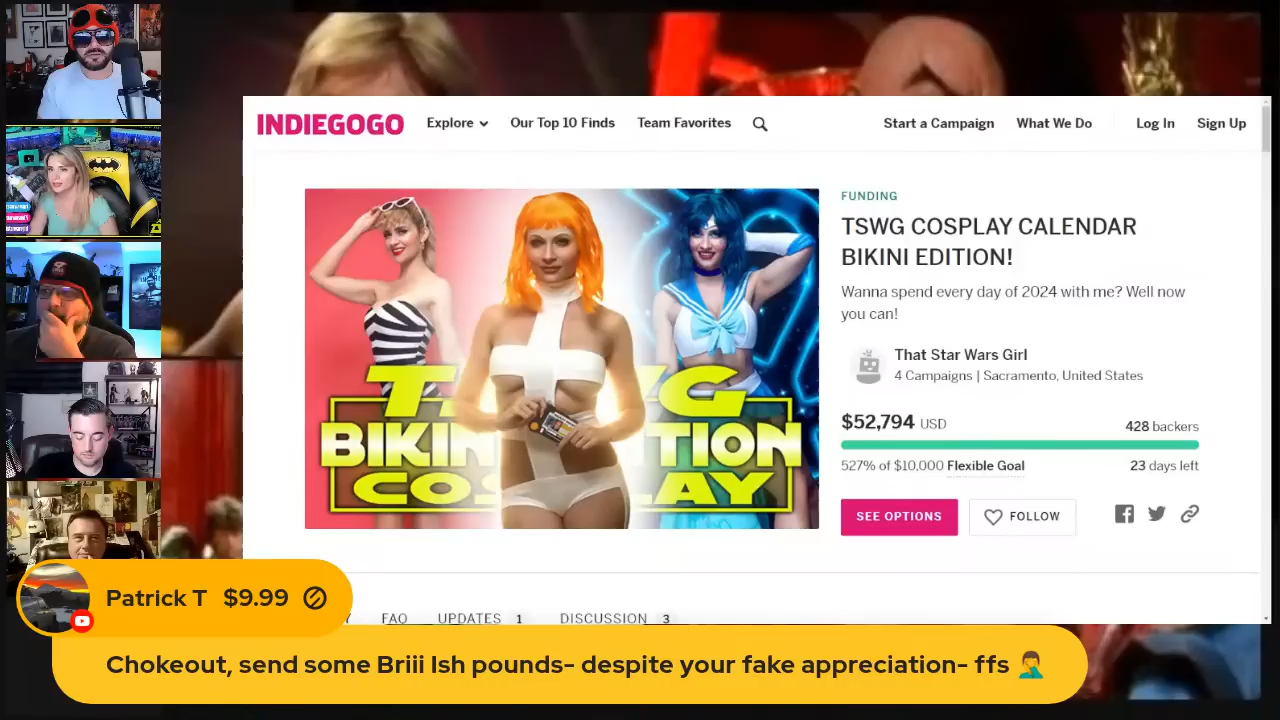 INDIEGOGO
Explore
Our Top 10 Finds
Team Favorites
Start a Campaign
What We Do
Log In
Sign Up
FUNDING
TSWG COSPLAY CALENDAR
BIKINI EDITION!
Wanna spend every day of 2024 with me? Well now
you can!
That Star Wars Girl
4 Campaigns | Sacramento, United States
$52,794 USD
428 backers
527% of $10,000 Flexible Goal
23 days left
SEE OPTIONS
FOLLOW
FAQ
UPDATES 1
DISCUSSION 3
Patrick T $9.99
Chokeout, send some Briii Ish pounds- despite your fake appreciation- ffs 🤦‍♂️